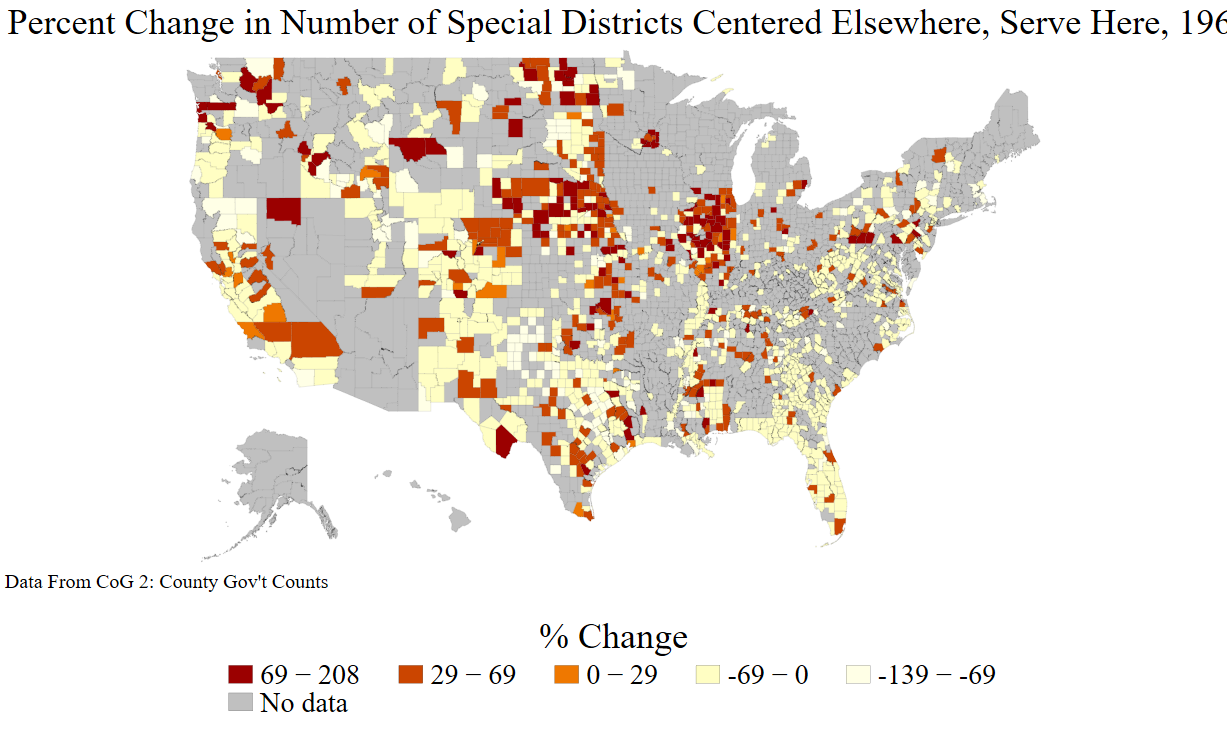 Percent Change in Number of Special Districts Centered Elsewhere, Serve Here, 196
Data From CoG 2: County Gov't Counts
% Change
69 − 208 29 − 69 0 − 29 -69 − 0 -139 − -69
No data